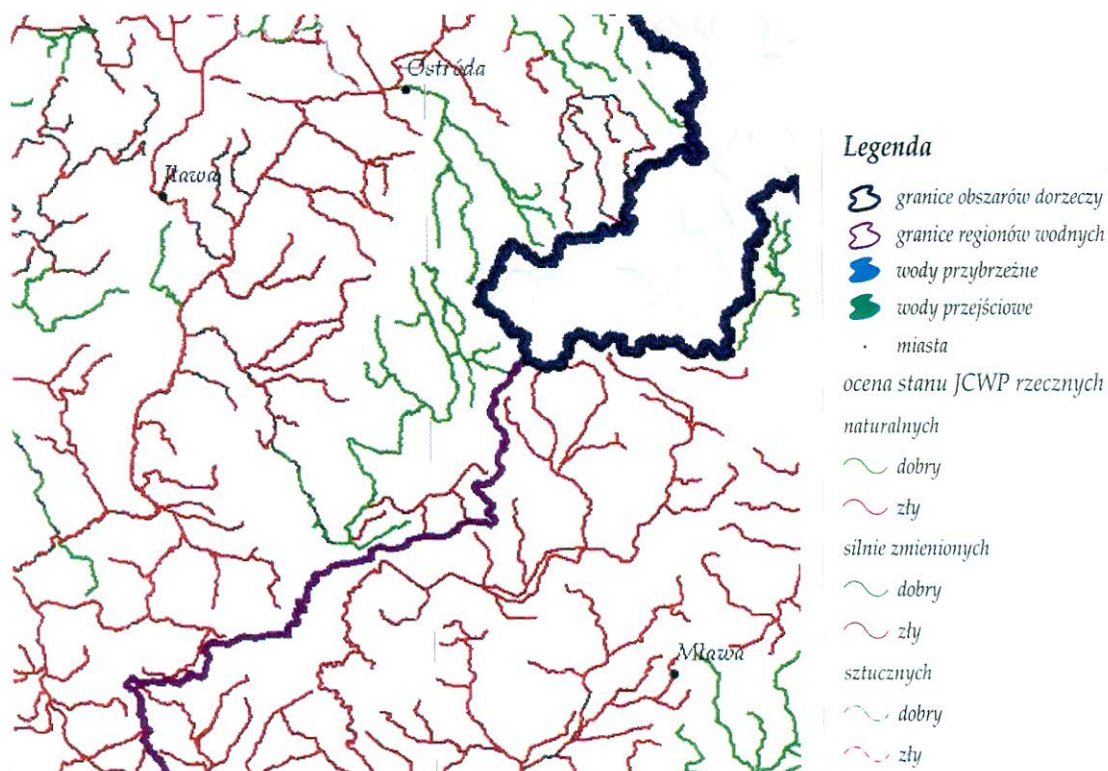 Ostróda
Iława
Mława
Legenda
granice obszarów dorzeczy
granice regionów wodnych
wody przybrzeżne
wody przejściowe
miasta
ocena stanu JCWP rzecznych
naturalnych
dobry
zły
silnie zmienionych
dobry
zły
sztucznych
dobry
zły